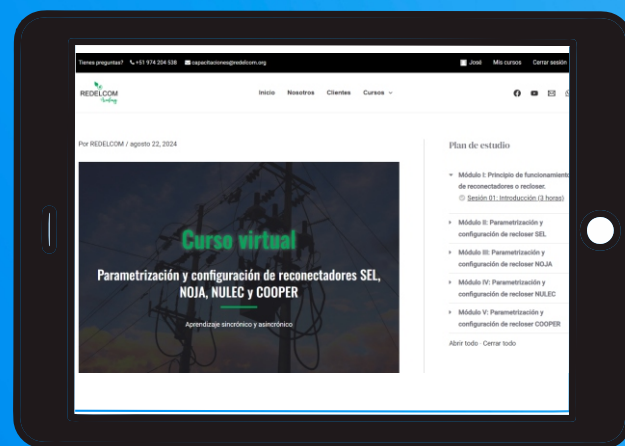 Tienes preguntas? +51 974 204 538 capacitaciones@redelcom.org
José Mis cursos Cerrar sesión
REDELCOM
Inicio Nosotros Clientes Cursos
Por REDELCOM / agosto 22, 2024
Curso virtual
Parametrización y configuración de reconectadores SEL,
NOJA, NULEC y COOPER
Aprendizaje sincrónico y asincrónico
Plan de estudio
Módulo I: Principio de funcionamiento
de reconectadores o recloser.
Sesión 01: Introducción (3 horas)
Módulo II: Parametrización y
configuración de recloser SEL
Módulo III: Parametrización y
configuración de recloser NOJA
Módulo IV: Parametrización y
configuración de recloser NULEC
Módulo V: Parametrización y
configuración de recloser COOPER
Abrir todo · Cerrar todo